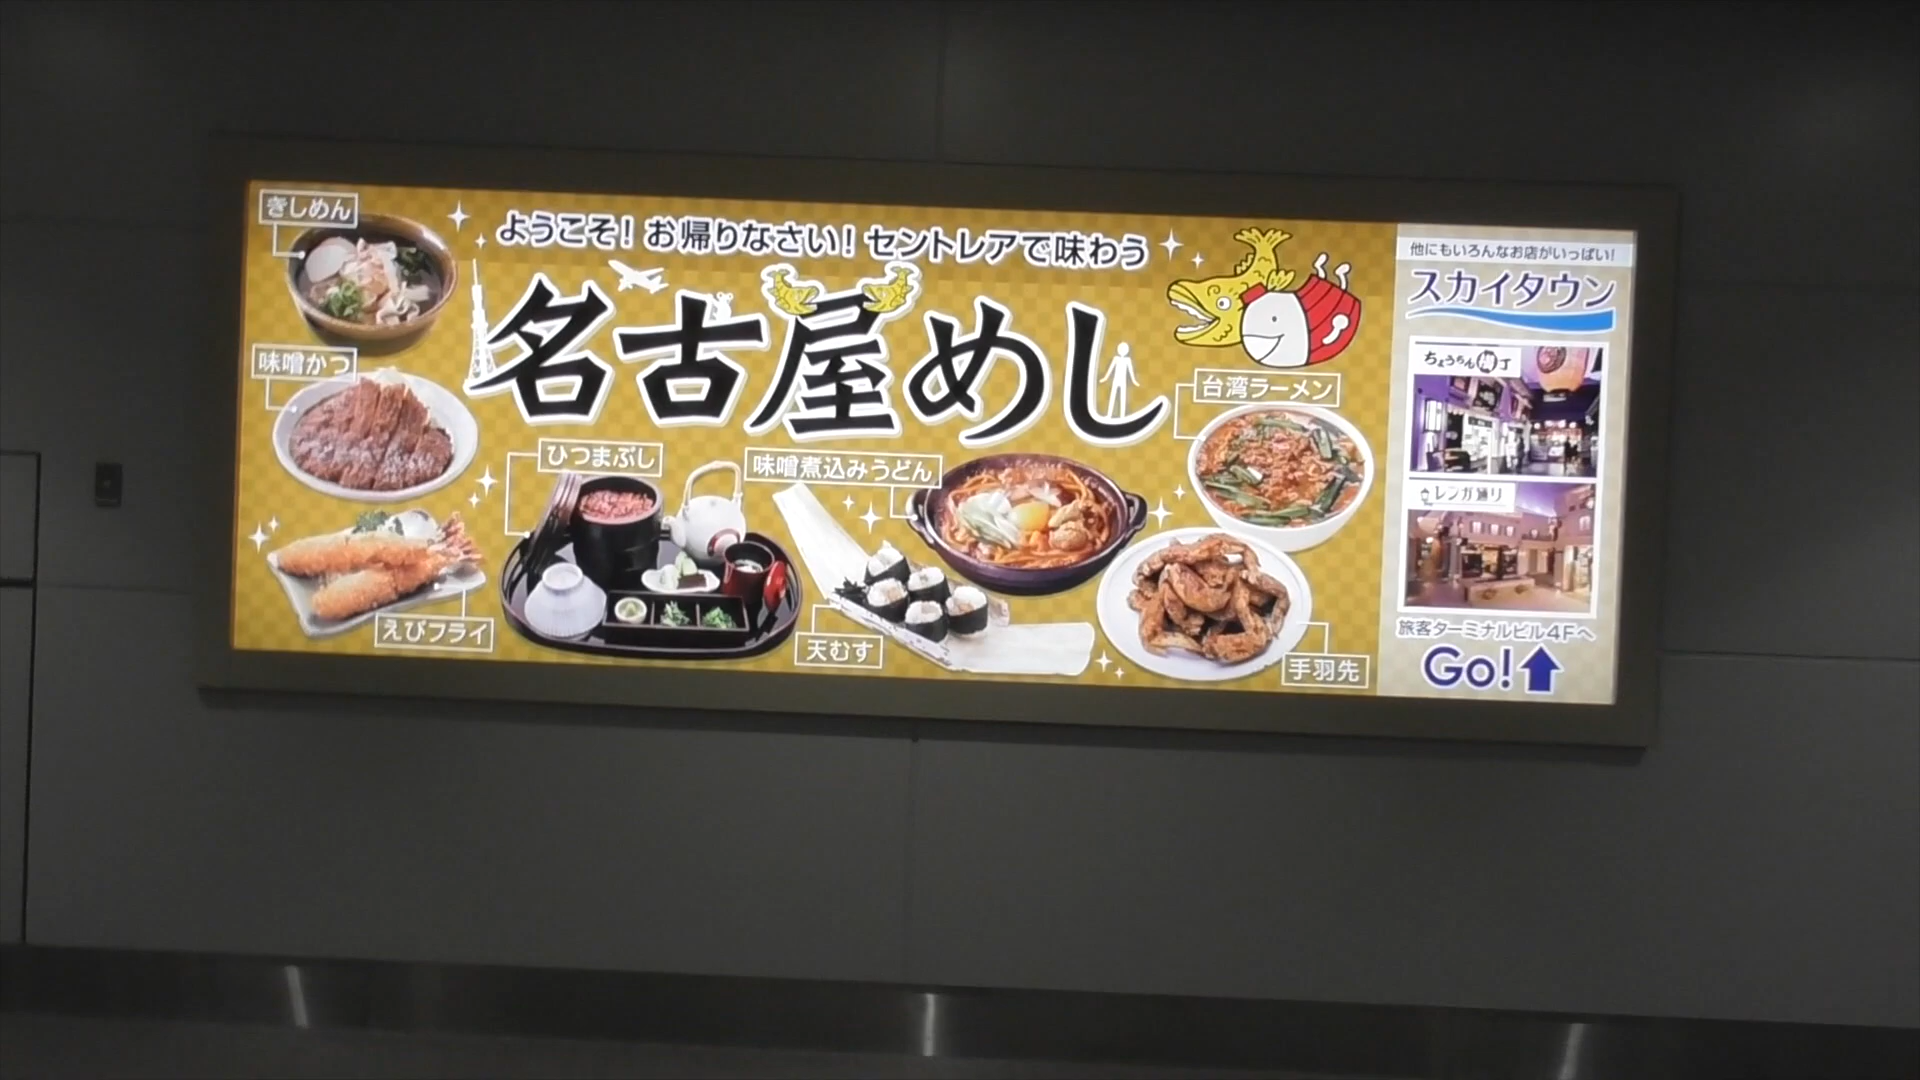 きしめん
ようこそ！お帰りなさい！セントレアで味わう
名古屋めし
味噌かつ
ひつまぶし
味噌煮込みうどん
台湾ラーメン
えびフライ
天むす
手羽先
他にもいろんなお店がいっぱい！
スカイタウン
ちょうちん横丁
レンガ通り
旅客ターミナルビル4Fへ
Go!